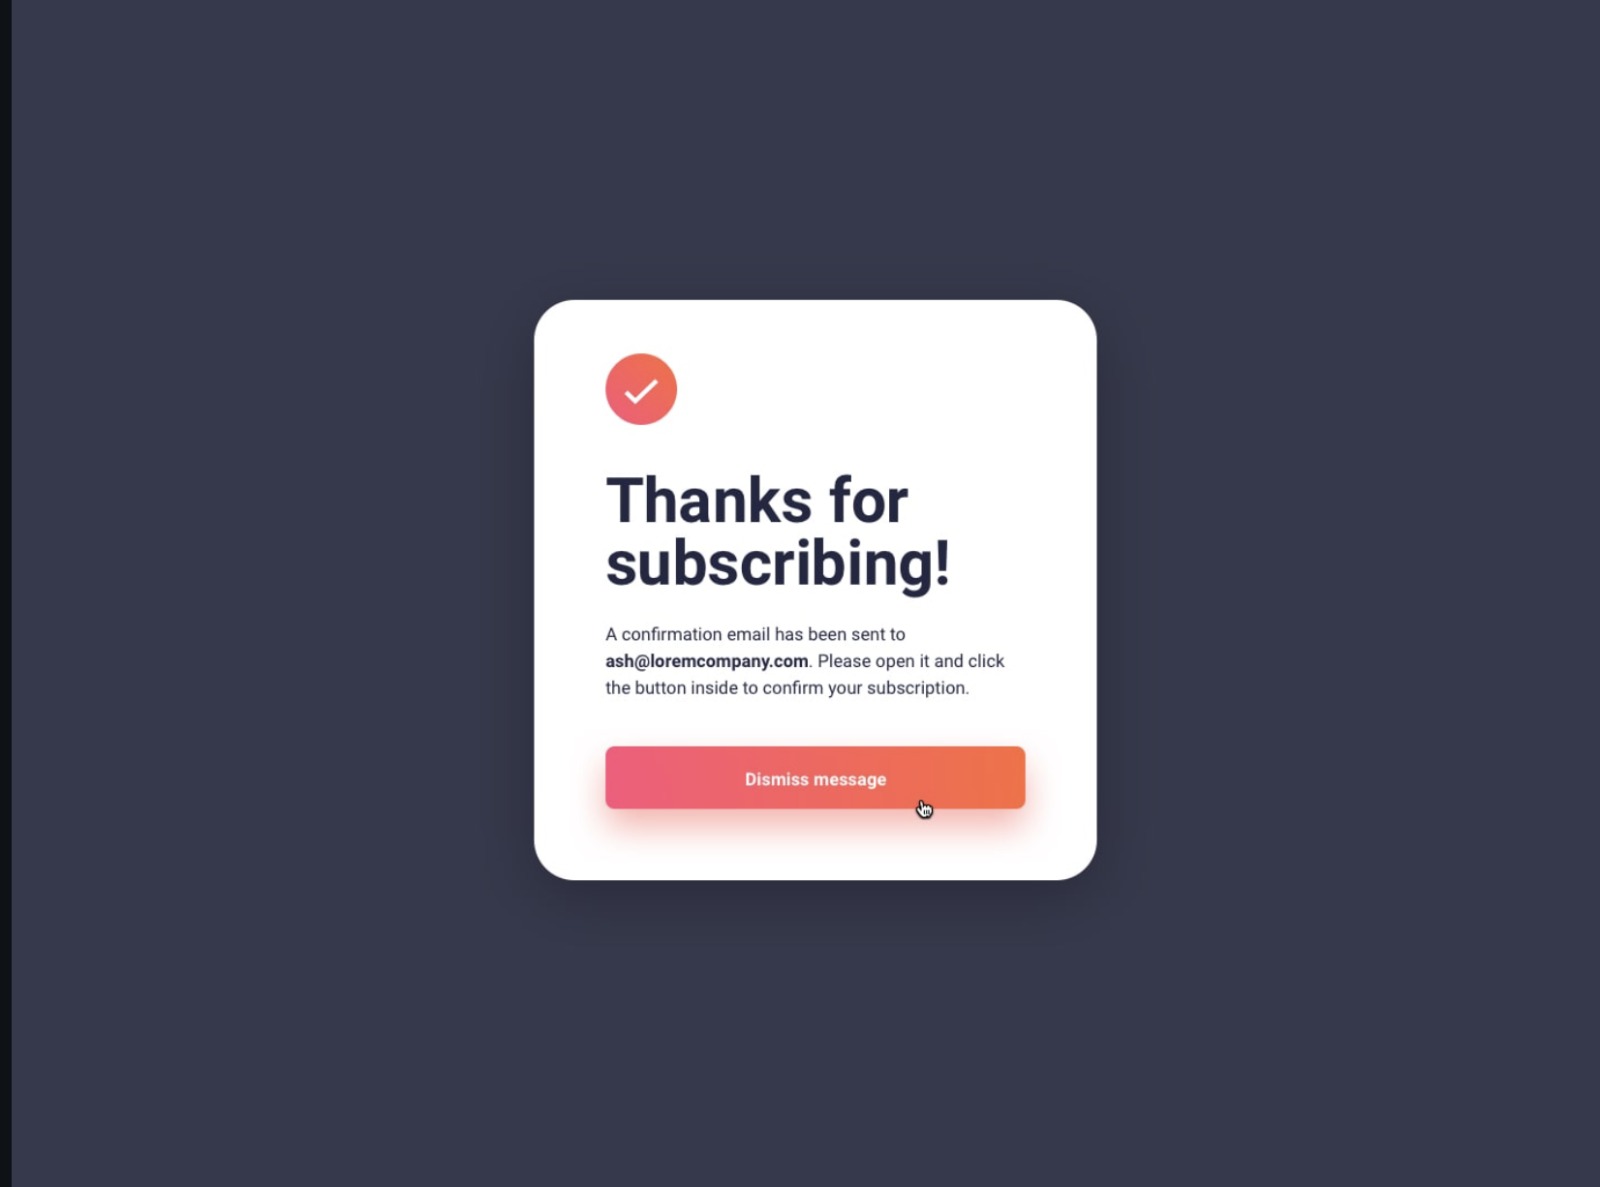 Thanks for
subscribing!
A confirmation email has been sent to
ash@loremcompany.com. Please open it and click
the button inside to confirm your subscription.
Dismiss message